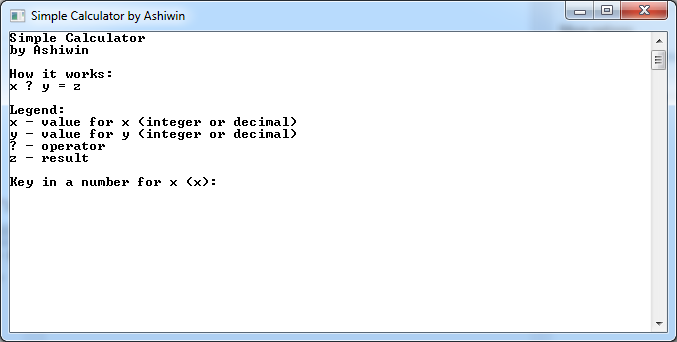 Simple Calculator by Ashiwin
Simple Calculator
by Ashiwin
How it works:
x ? y = z
Legend:
x - value for x (integer or decimal)
y - value for y (integer or decimal)
? - operator
z - result
Key in a number for x (x):